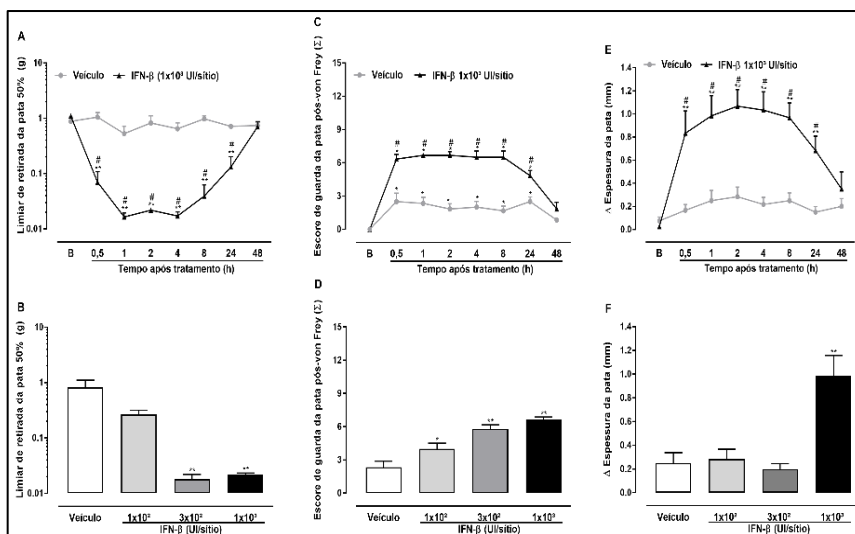 A
Veículo IFN-β (1x10³ UI/sítio)
Limiar de retirada da pata 50% (g)
10
1
0.1
0.01
B 0,5 1 2 4 8 24 48
Tempo após tratamento (h)
C
Veículo IFN-β 1x10³ UI/sítio
Escore de guarda da pata pós-von Frey (Σ)
15
12
9
6
3
0
B 0,5 1 2 4 8 24 48
Tempo após tratamento (h)
E
Veículo IFN-β 1x10³ UI/sítio
Δ Espessura da pata (mm)
1.4
1.2
1.0
0.8
0.6
0.4
0.2
0.0
B 0,5 1 2 4 8 24 48
Tempo após tratamento (h)
B
Limiar de retirada da pata 50% (g)
10
1
0.1
0.01
Veículo 1x10² 3x10² 1x10³
IFN-β (UI/sítio)
D
Escore de guarda da pata pós-von Frey (Σ)
15
12
9
6
3
0
Veículo 1x10² 3x10² 1x10³
IFN-β (UI/sítio)
F
Δ Espessura da pata (mm)
1.4
1.2
1.0
0.8
0.6
0.4
0.2
0.0
Veículo 1x10² 3x10² 1x10³
IFN-β (UI/sítio)